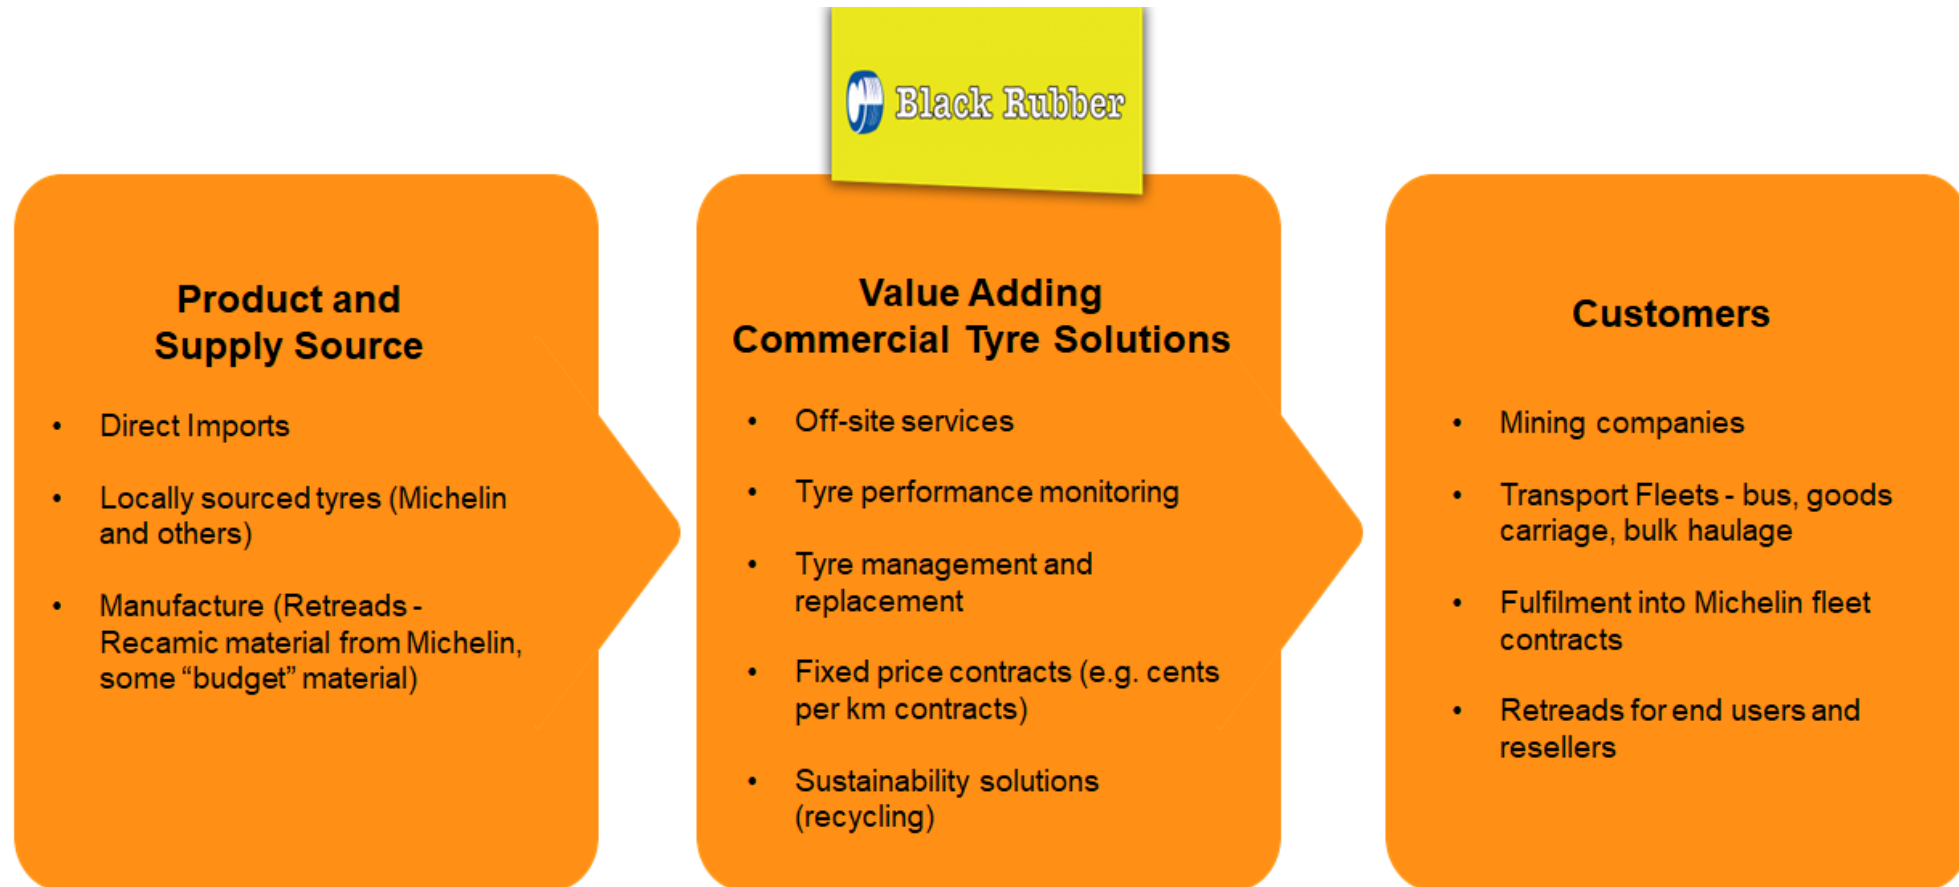 Black Rubber
Product and
Supply Source
• Direct Imports
• Locally sourced tyres (Michelin
and others)
• Manufacture (Retreads -
Recamic material from Michelin,
some “budget” material)
Value Adding
Commercial Tyre Solutions
• Off-site services
• Tyre performance monitoring
• Tyre management and
replacement
• Fixed price contracts (e.g. cents
per km contracts)
• Sustainability solutions
(recycling)
Customers
• Mining companies
• Transport Fleets - bus, goods
carriage, bulk haulage
• Fulfilment into Michelin fleet
contracts
• Retreads for end users and
resellers